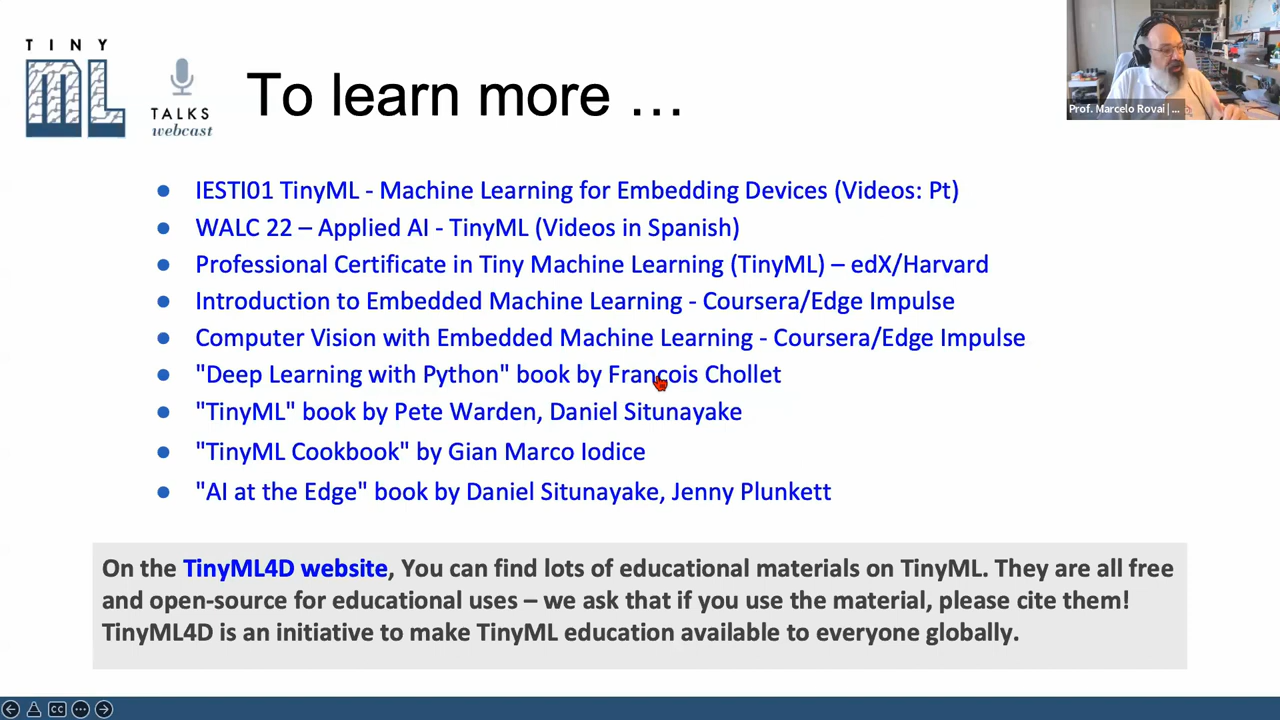 TINY
ML
TALKS
webcast
To learn more …
Prof. Marcelo Rovai | ...
IESTI01 TinyML - Machine Learning for Embedding Devices (Videos: Pt)
WALC 22 – Applied AI - TinyML (Videos in Spanish)
Professional Certificate in Tiny Machine Learning (TinyML) – edX/Harvard
Introduction to Embedded Machine Learning - Coursera/Edge Impulse
Computer Vision with Embedded Machine Learning - Coursera/Edge Impulse
"Deep Learning with Python" book by François Chollet
"TinyML" book by Pete Warden, Daniel Situnayake
"TinyML Cookbook" by Gian Marco Iodice
"AI at the Edge" book by Daniel Situnayake, Jenny Plunkett
On the TinyML4D website, You can find lots of educational materials on TinyML. They are all free
and open-source for educational uses – we ask that if you use the material, please cite them!
TinyML4D is an initiative to make TinyML education available to everyone globally.
CC